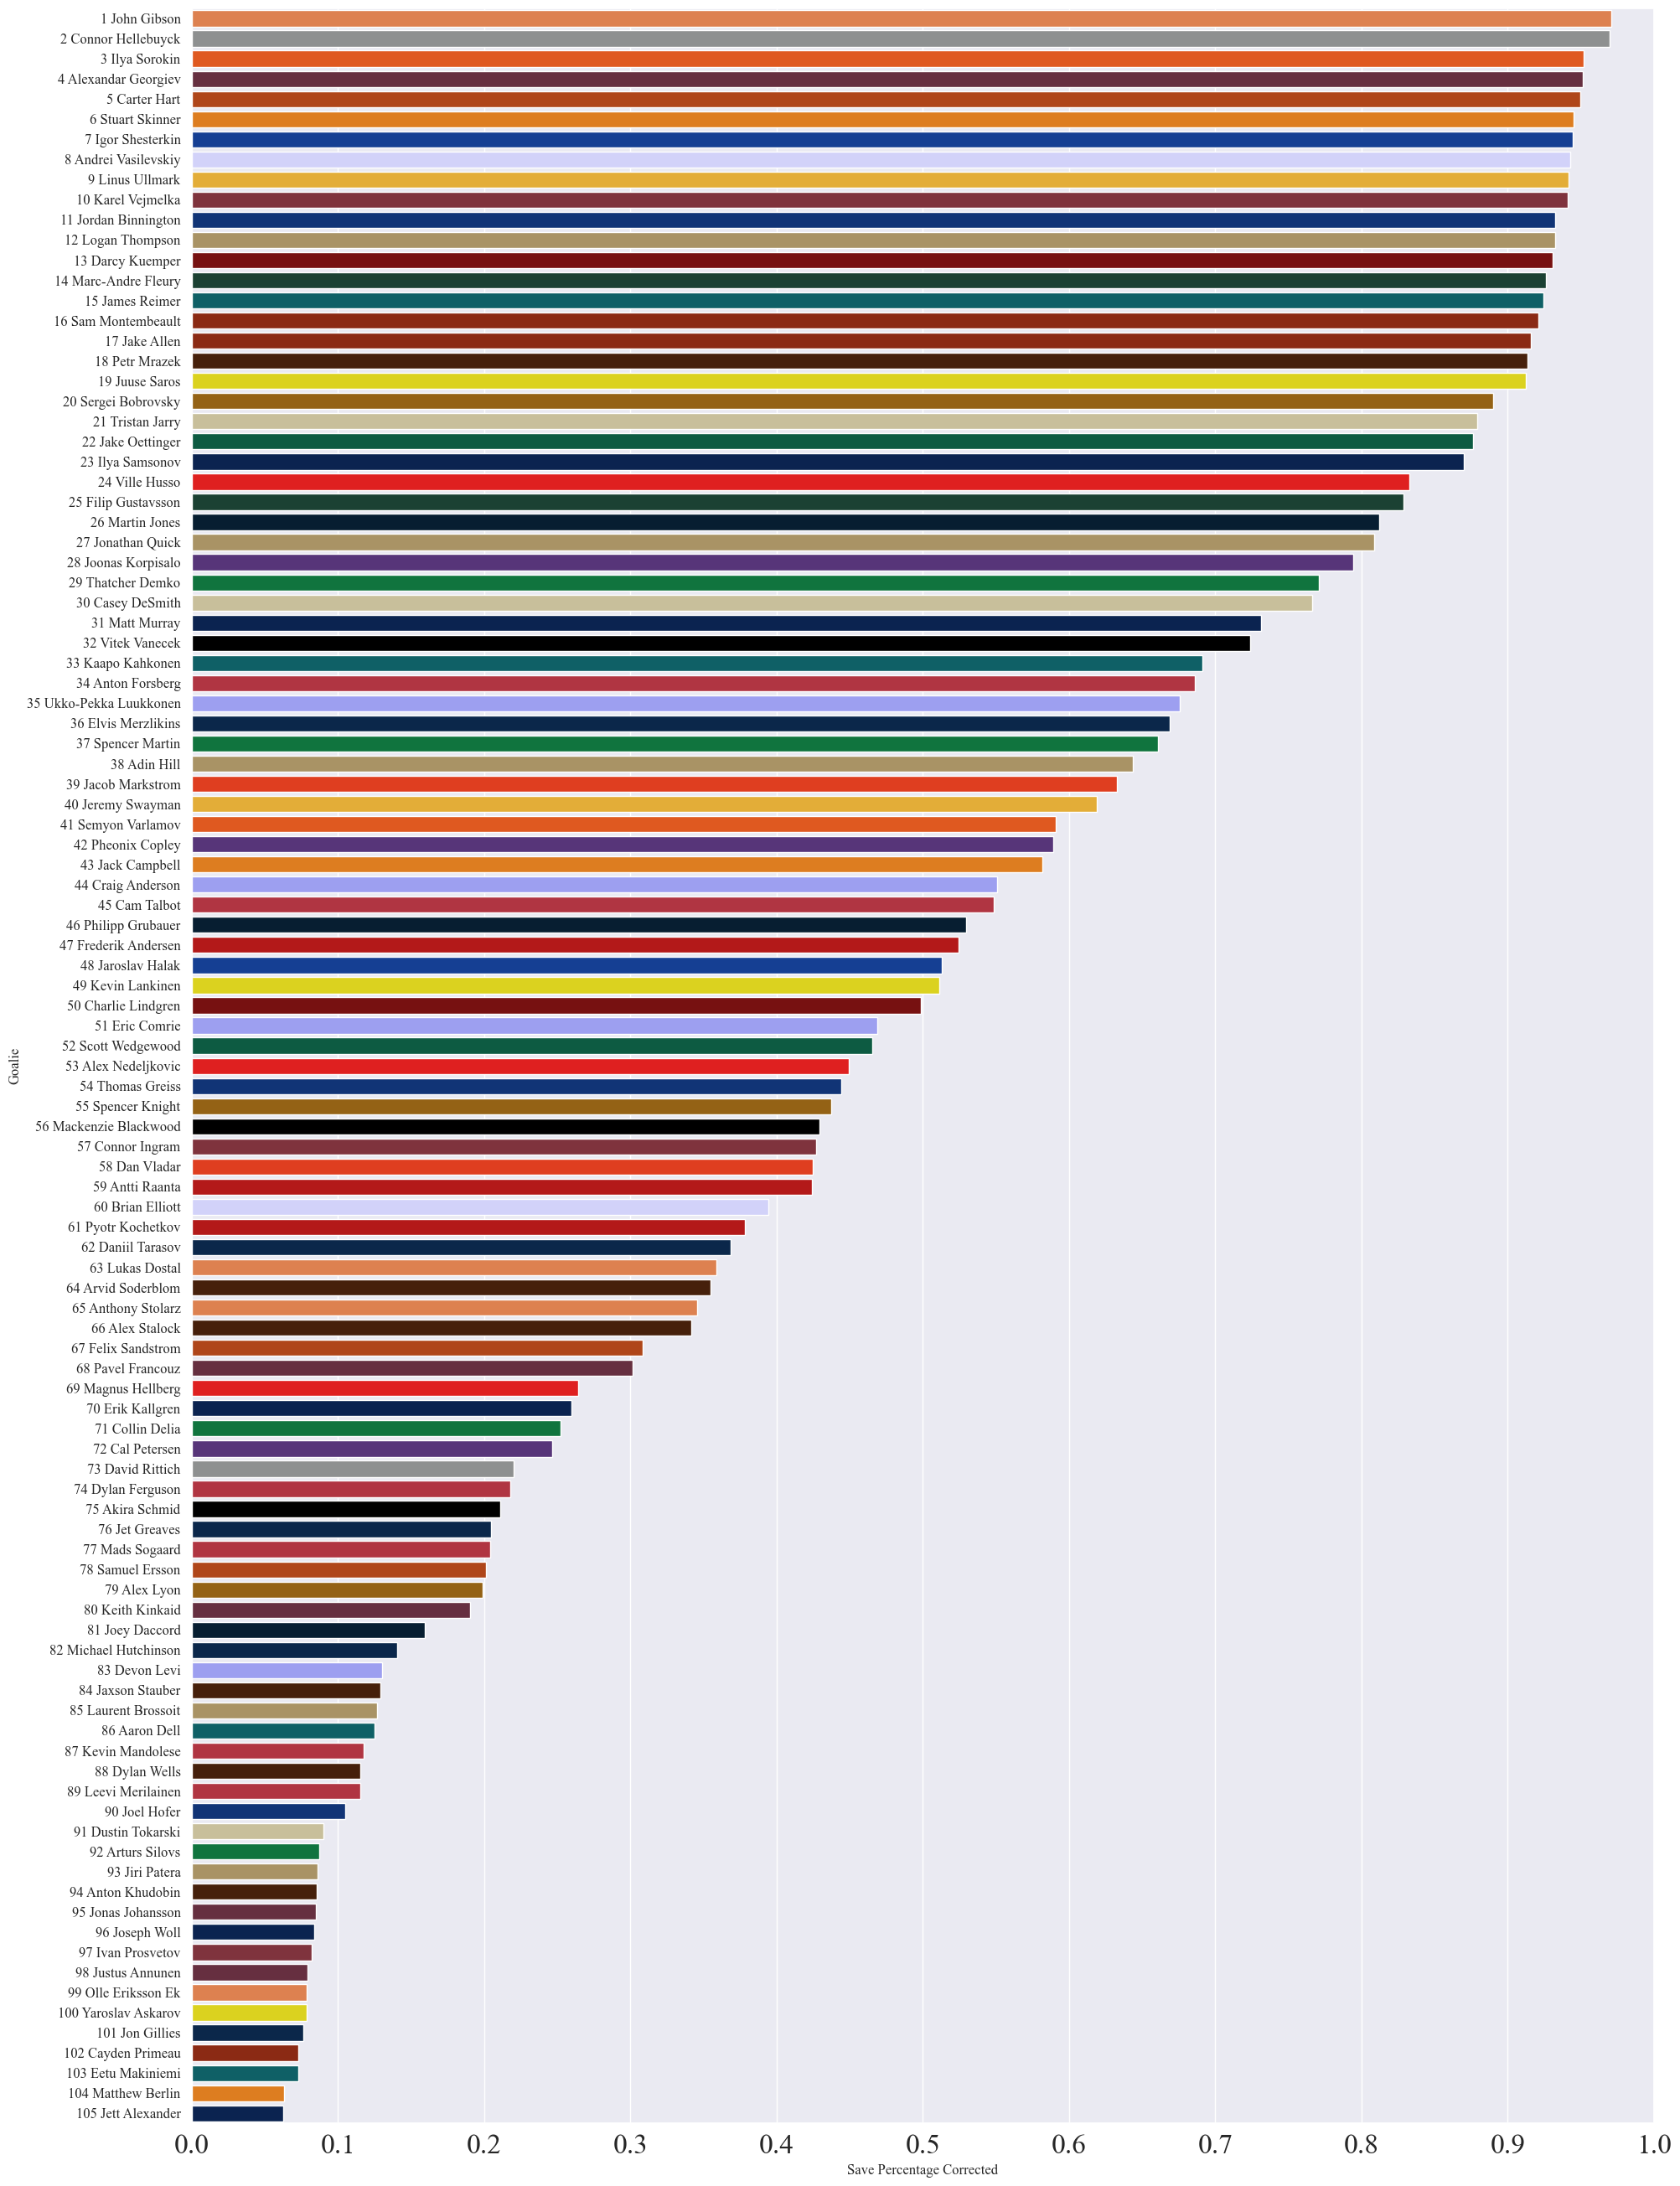 1 John Gibson
2 Connor Hellebuyck
3 Ilya Sorokin
4 Alexandar Georgiev
5 Carter Hart
6 Stuart Skinner
7 Igor Shesterkin
8 Andrei Vasilevskiy
9 Linus Ullmark
10 Karel Vejmelka
11 Jordan Binnington
12 Logan Thompson
13 Darcy Kuemper
14 Marc-Andre Fleury
15 James Reimer
16 Sam Montembeault
17 Jake Allen
18 Petr Mrazek
19 Juuse Saros
20 Sergei Bobrovsky
21 Tristan Jarry
22 Jake Oettinger
23 Ilya Samsonov
24 Ville Husso
25 Filip Gustavsson
26 Martin Jones
27 Jonathan Quick
28 Joonas Korpisalo
29 Thatcher Demko
30 Casey DeSmith
31 Matt Murray
32 Vitek Vanecek
33 Kaapo Kahkonen
34 Anton Forsberg
35 Ukko-Pekka Luukkonen
36 Elvis Merzlikins
37 Spencer Martin
38 Adin Hill
39 Jacob Markstrom
40 Jeremy Swayman
41 Semyon Varlamov
42 Pheonix Copley
43 Jack Campbell
44 Craig Anderson
45 Cam Talbot
46 Philipp Grubauer
47 Frederik Andersen
48 Jaroslav Halak
49 Kevin Lankinen
50 Charlie Lindgren
51 Eric Comrie
52 Scott Wedgewood
53 Alex Nedeljkovic
54 Thomas Greiss
55 Spencer Knight
56 Mackenzie Blackwood
57 Connor Ingram
58 Dan Vladar
59 Antti Raanta
60 Brian Elliott
61 Pyotr Kochetkov
62 Daniil Tarasov
63 Lukas Dostal
64 Arvid Soderblom
65 Anthony Stolarz
66 Alex Stalock
67 Felix Sandstrom
68 Pavel Francouz
69 Magnus Hellberg
70 Erik Kallgren
71 Collin Delia
72 Cal Petersen
73 David Rittich
74 Dylan Ferguson
75 Akira Schmid
76 Jet Greaves
77 Mads Sogaard
78 Samuel Ersson
79 Alex Lyon
80 Keith Kinkaid
81 Joey Daccord
82 Michael Hutchinson
83 Devon Levi
84 Jaxson Stauber
85 Laurent Brossoit
86 Aaron Dell
87 Kevin Mandolese
88 Dylan Wells
89 Leevi Merilainen
90 Joel Hofer
91 Dustin Tokarski
92 Arturs Silovs
93 Jiri Patera
94 Anton Khudobin
95 Jonas Johansson
96 Joseph Woll
97 Ivan Prosvetov
98 Justus Annunen
99 Olle Eriksson Ek
100 Yaroslav Askarov
101 Jon Gillies
102 Cayden Primeau
103 Eetu Makiniemi
104 Matthew Berlin
105 Jett Alexander
Goalie
0.0 0.1 0.2 0.3 0.4 0.5 0.6 0.7 0.8 0.9 1.0
Save Percentage Corrected